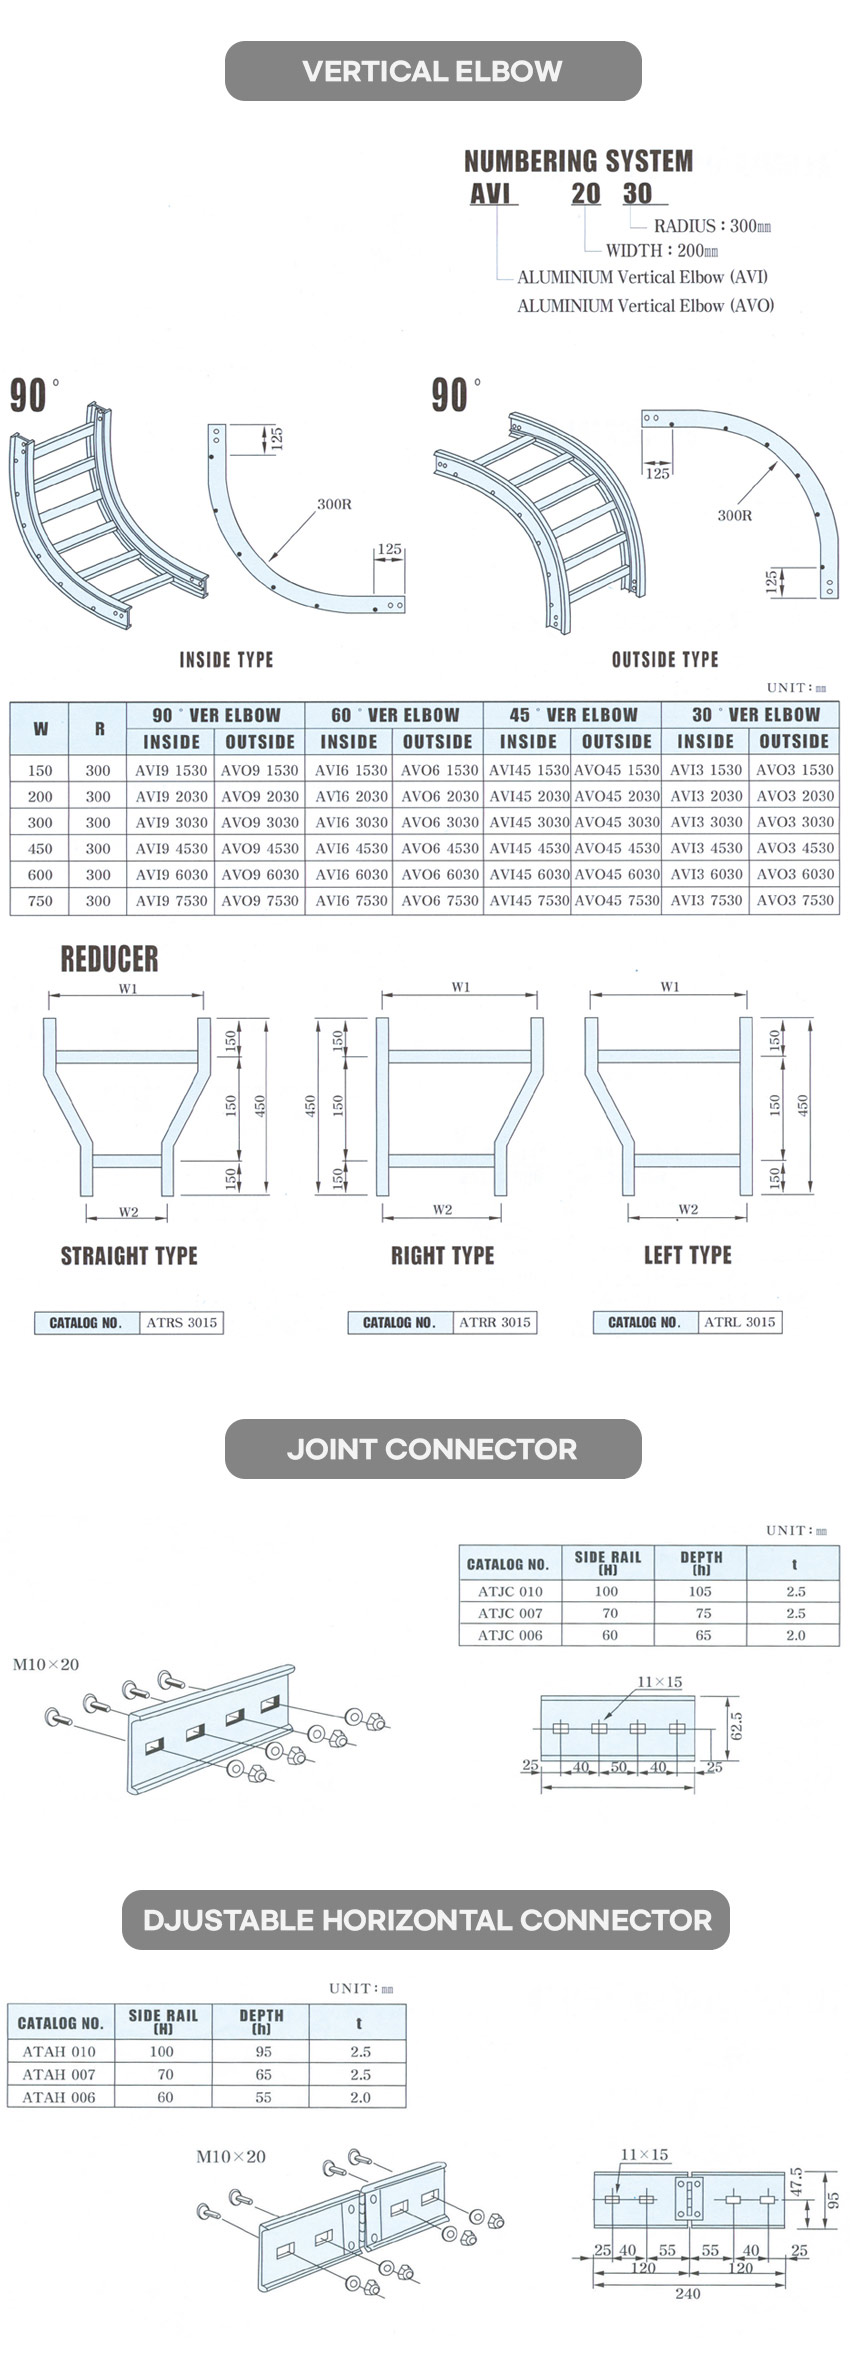 VERTICAL ELBOW
NUMBERING SYSTEM
AVI 20 30
RADIUS : 300㎜
WIDTH : 200㎜
ALUMINIUM Vertical Elbow (AVI)
ALUMINIUM Vertical Elbow (AVO)
90°
125
300R
125
INSIDE TYPE
90°
125
300R
125
OUTSIDE TYPE
UNIT : ㎜
W R 90° VER ELBOW 60° VER ELBOW 45° VER ELBOW 30° VER ELBOW
INSIDE OUTSIDE INSIDE OUTSIDE INSIDE OUTSIDE INSIDE OUTSIDE
150 300 AVI9 1530 AVO9 1530 AVI6 1530 AVO6 1530 AVI45 1530 AVO45 1530 AVI3 1530 AVO3 1530
200 300 AVI9 2030 AVO9 2030 AVI6 2030 AVO6 2030 AVI45 2030 AVO45 2030 AVI3 2030 AVO3 2030
300 300 AVI9 3030 AVO9 3030 AVI6 3030 AVO6 3030 AVI45 3030 AVO45 3030 AVI3 3030 AVO3 3030
450 300 AVI9 4530 AVO9 4530 AVI6 4530 AVO6 4530 AVI45 4530 AVO45 4530 AVI3 4530 AVO3 4530
600 300 AVI9 6030 AVO9 6030 AVI6 6030 AVO6 6030 AVI45 6030 AVO45 6030 AVI3 6030 AVO3 6030
750 300 AVI9 7530 AVO9 7530 AVI6 7530 AVO6 7530 AVI45 7530 AVO45 7530 AVI3 7530 AVO3 7530
REDUCER
W1
150
150
450
150
W2
STRAIGHT TYPE
CATALOG NO. ATRS 3015
W1
150
450
150
150
W2
RIGHT TYPE
CATALOG NO. ATRR 3015
W1
150
150
450
150
W2
LEFT TYPE
CATALOG NO. ATRL 3015
JOINT CONNECTOR
UNIT : ㎜
CATALOG NO. SIDE RAIL (H) DEPTH (h) t
ATJC 010 100 105 2.5
ATJC 007 70 75 2.5
ATJC 006 60 65 2.0
M10×20
11×15
62.5
25 40 50 40 25
DJUSTABLE HORIZONTAL CONNECTOR
UNIT : ㎜
CATALOG NO. SIDE RAIL (H) DEPTH (h) t
ATAH 010 100 95 2.5
ATAH 007 70 65 2.5
ATAH 006 60 55 2.0
M10×20
11×15
47.5
95
25 40 55 55 40 25
120 120
240